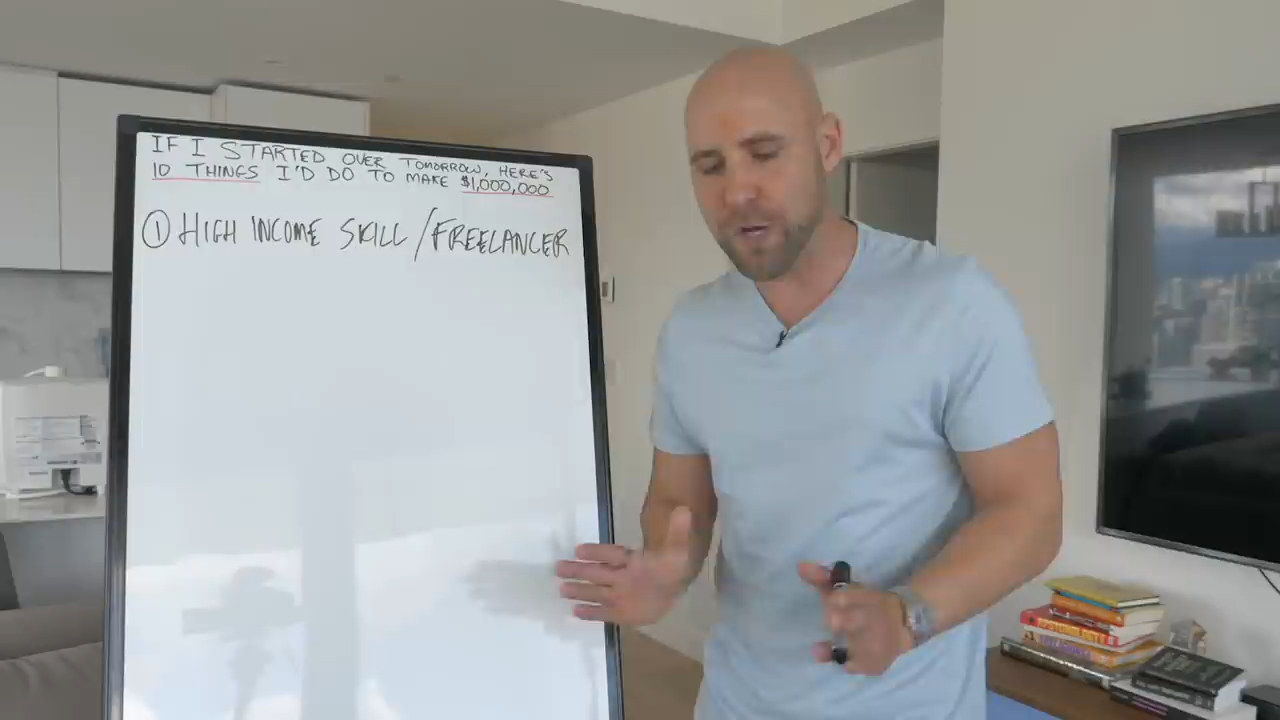 IF I STARTED OVER TOMORROW, HERE'S
10 THINGS I'D DO TO MAKE $1,000,000
① HIGH INCOME SKILL / FREELANCER